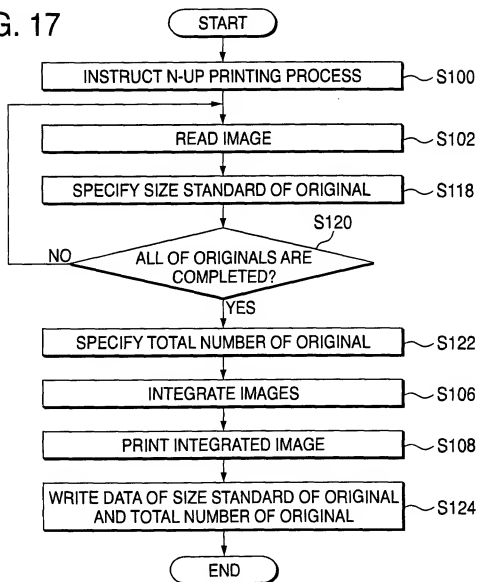 G. 17
START
INSTRUCT N-UP PRINTING PROCESS
S100
READ IMAGE
S102
SPECIFY SIZE STANDARD OF ORIGINAL
S118
S120
ALL OF ORIGINALS ARE
COMPLETED?
NO
YES
SPECIFY TOTAL NUMBER OF ORIGINAL
S122
INTEGRATE IMAGES
S106
PRINT INTEGRATED IMAGE
S108
WRITE DATA OF SIZE STANDARD OF ORIGINAL
AND TOTAL NUMBER OF ORIGINAL
S124
END